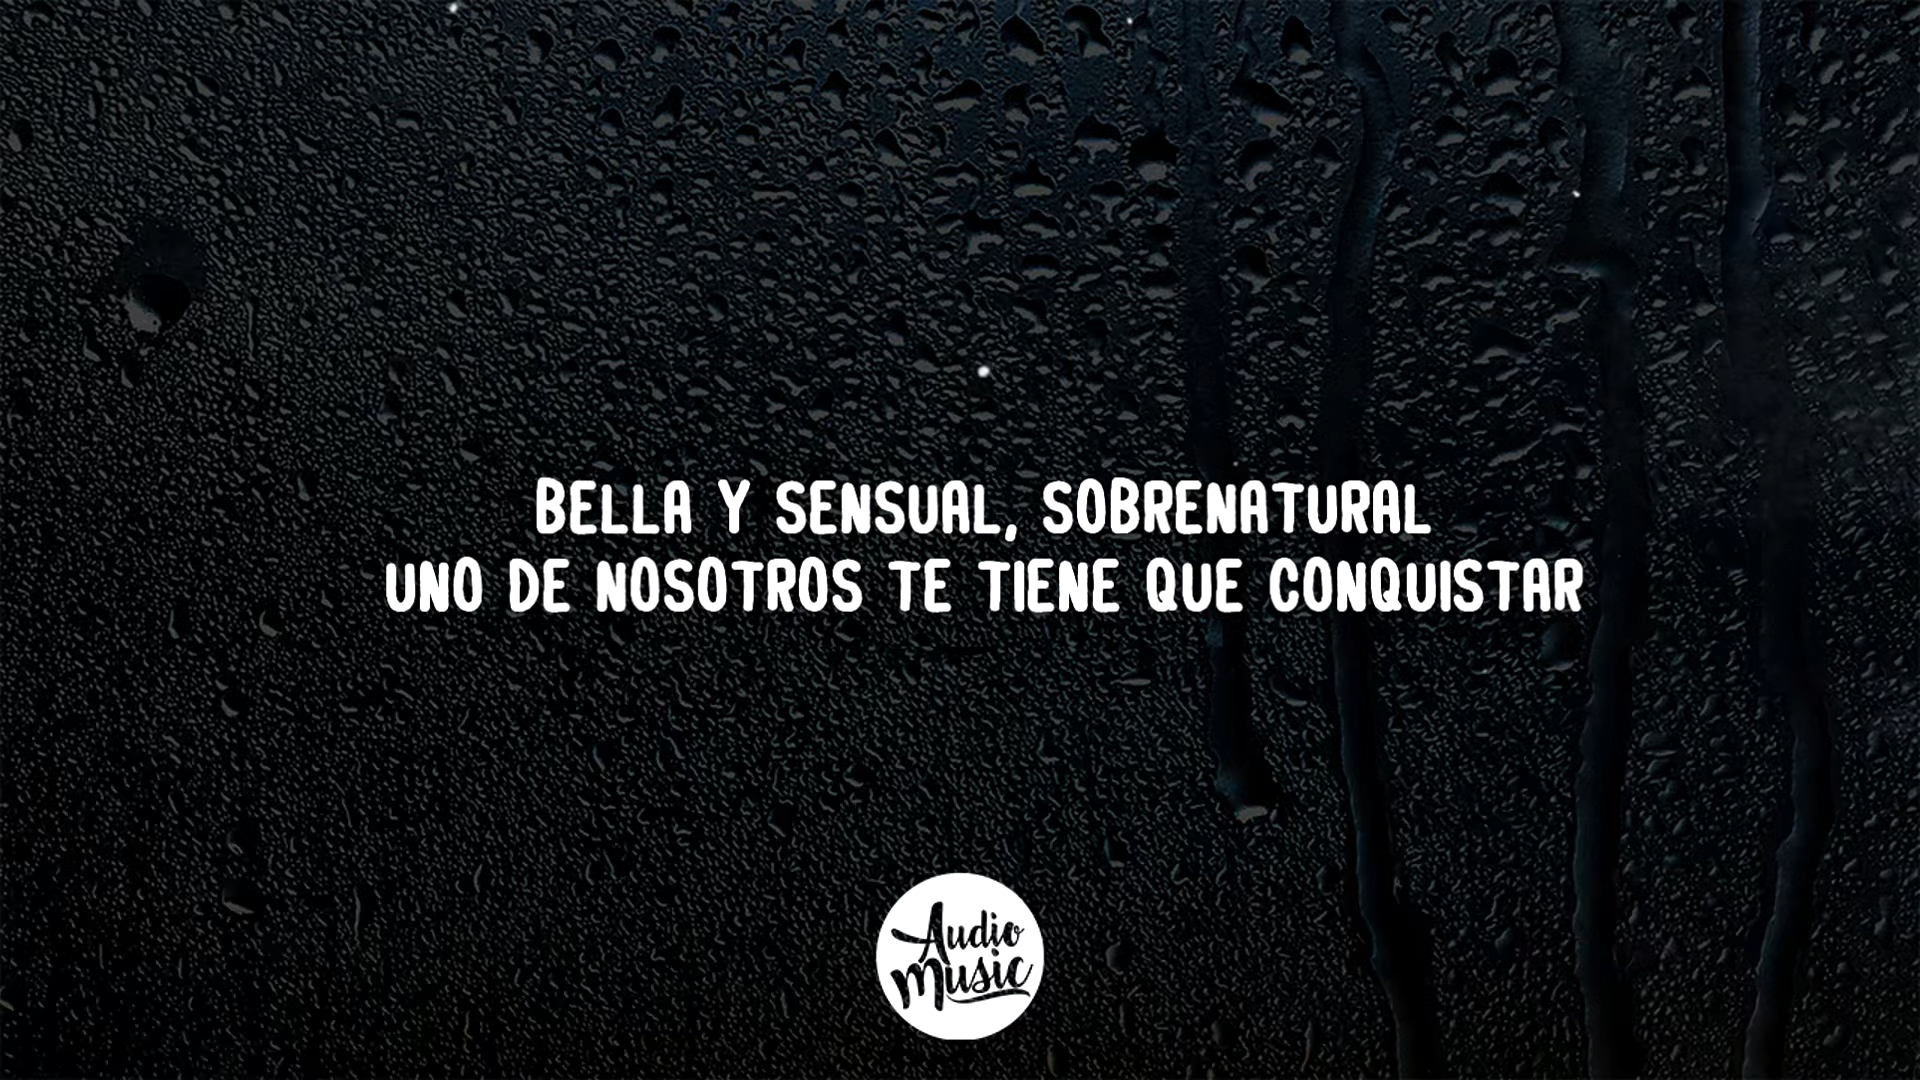 BELLA Y SENSUAL, SOBRENATURAL
UNO DE NOSOTROS TE TIENE QUE CONQUISTAR
Audio
Music